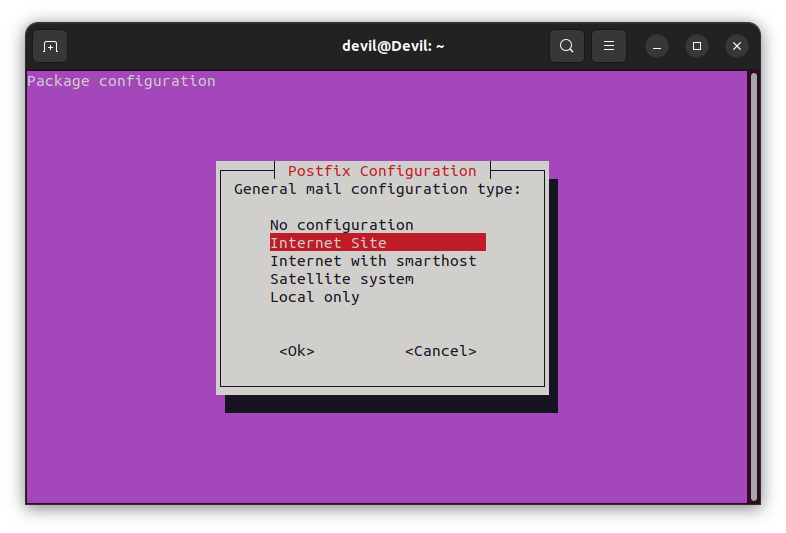 devil@Devil: ~
Package configuration
Postfix Configuration
General mail configuration type:
No configuration
Internet Site
Internet with smarthost
Satellite system
Local only
<Ok> <Cancel>